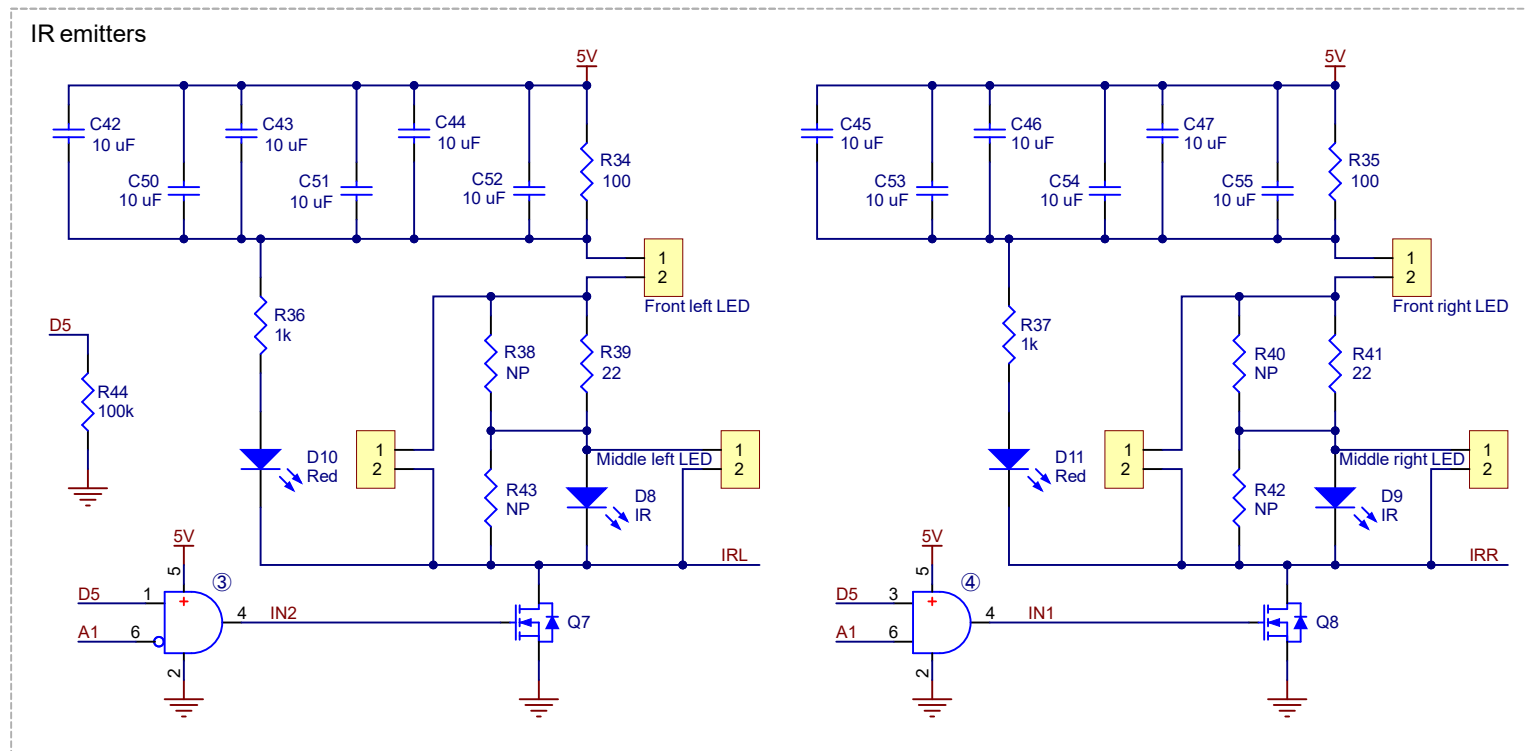 IR emitters
5V
5V
C42
10 uF
C43
10 uF
C44
10 uF
C45
10 uF
C46
10 uF
C47
10 uF
R34
100
R35
100
C50
10 uF
C51
10 uF
C52
10 uF
C53
10 uF
C54
10 uF
C55
10 uF
1
2
Front left LED
1
2
Front right LED
D5
R36
1k
R37
1k
R38
NP
R39
22
R40
NP
R41
22
R44
100k
D10
Red
1
2
Middle left LED
1
2
D11
Red
1
2
Middle right LED
1
2
R43
NP
D8
IR
R42
NP
D9
IR
IRL
IRR
5V
5
③
D5
1
+
4
IN2
A1
6
2
Q7
5V
5
④
D5
3
+
4
IN1
A1
6
2
Q8